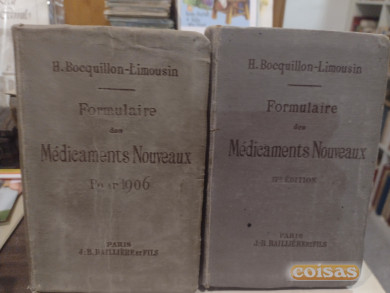 H. Bocquillon-Limousin
Formulaire
des
Médicaments Nouveaux
Pour 1906
PARIS
J.-B. BAILLIÈRE et FILS
H. Bocquillon-Limousin
Formulaire
des
Médicaments Nouveaux
ÉDITION
PARIS
J.-B. BAILLIÈRE et FILS
coisas